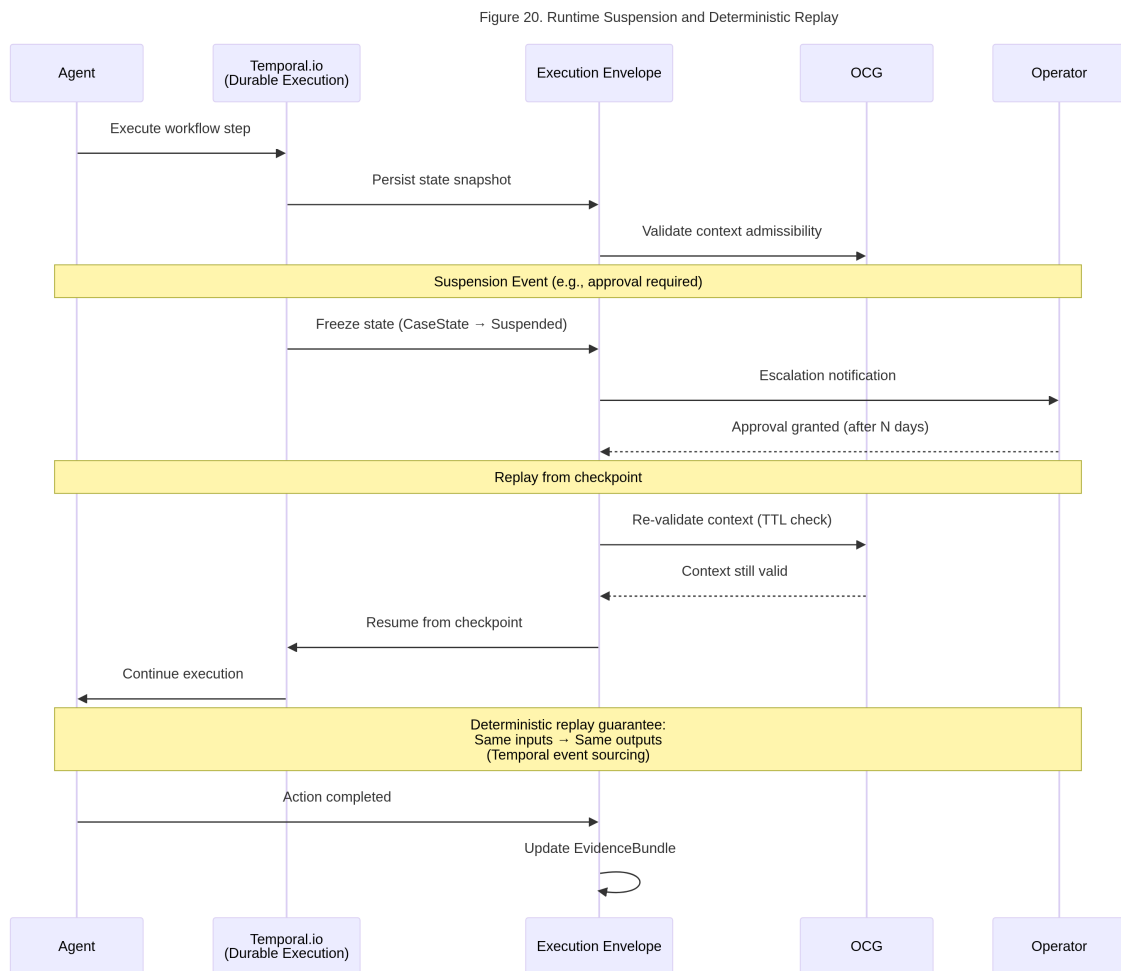 Figure 20. Runtime Suspension and Deterministic Replay
Agent
Temporal.io
(Durable Execution)
Execution Envelope
OCG
Operator
Execute workflow step
Persist state snapshot
Validate context admissibility
Suspension Event (e.g., approval required)
Freeze state (CaseState → Suspended)
Escalation notification
Approval granted (after N days)
Replay from checkpoint
Re-validate context (TTL check)
Context still valid
Resume from checkpoint
Continue execution
Deterministic replay guarantee:
Same inputs → Same outputs
(Temporal event sourcing)
Action completed
Update EvidenceBundle
Agent
Temporal.io
(Durable Execution)
Execution Envelope
OCG
Operator